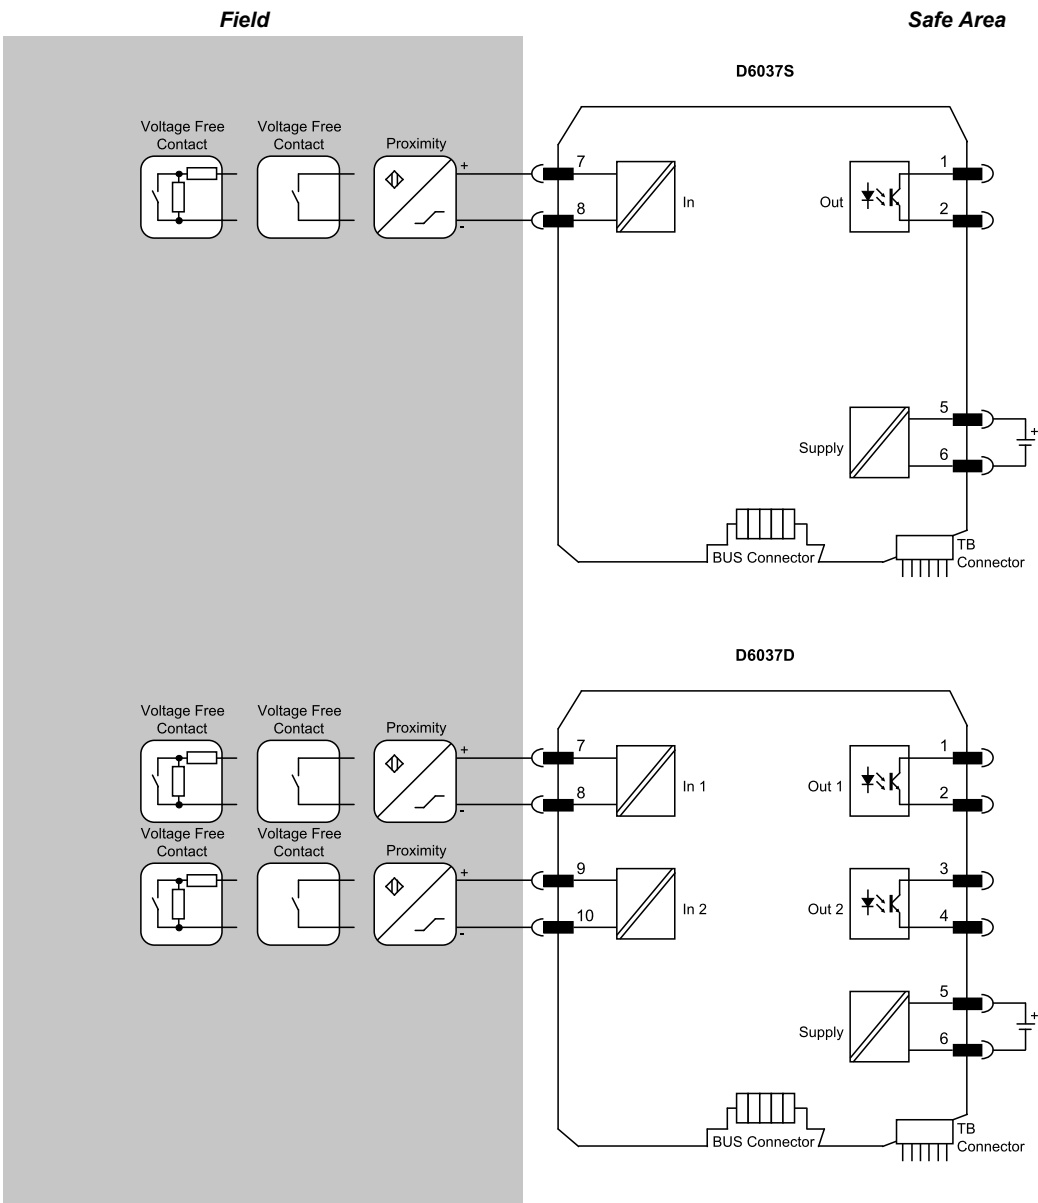 Field
Safe Area
D6037S
Voltage Free
Contact
Voltage Free
Contact
Proximity
+
-
7
8
In
Out
1
2
Supply
5
6
+
BUS Connector
TB
Connector
D6037D
Voltage Free
Contact
Voltage Free
Contact
Proximity
+
-
7
8
In 1
Out 1
1
2
Voltage Free
Contact
Voltage Free
Contact
Proximity
+
-
9
10
In 2
Out 2
3
4
Supply
5
6
+
BUS Connector
TB
Connector